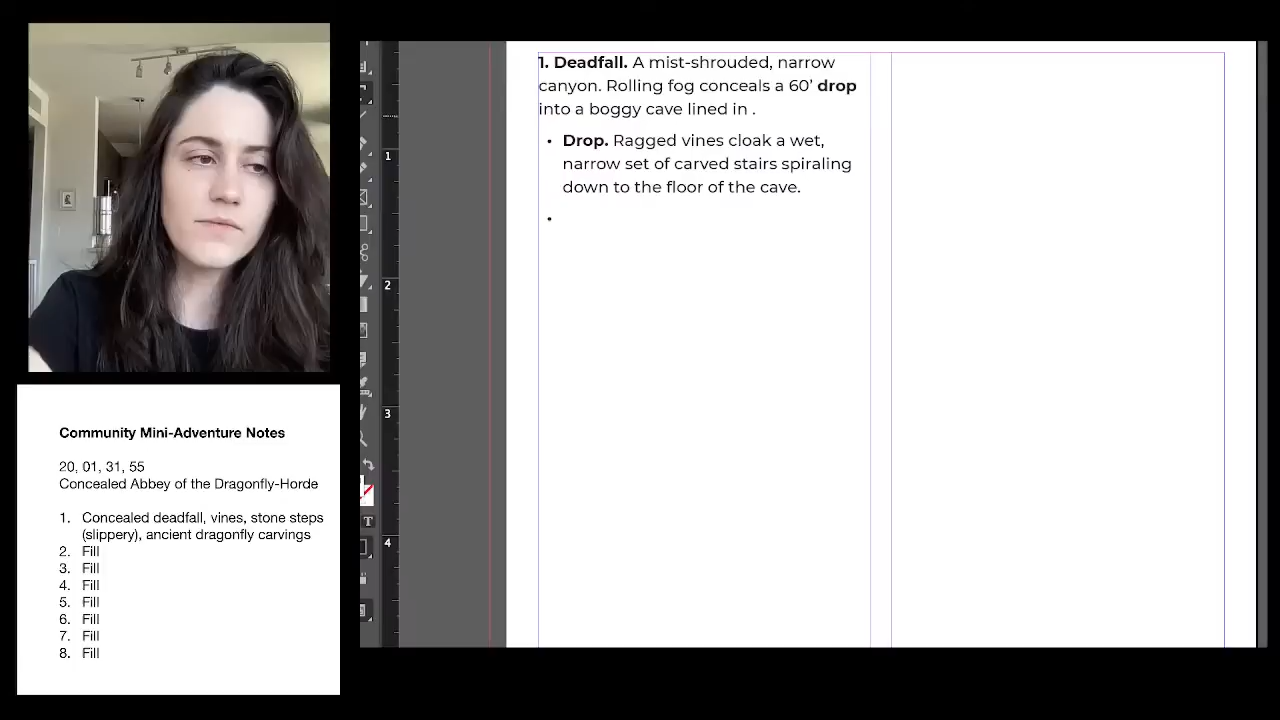 1. Deadfall. A mist-shrouded, narrow
canyon. Rolling fog conceals a 60’ drop
into a boggy cave lined in .
• Drop. Ragged vines cloak a wet,
narrow set of carved stairs spiraling
down to the floor of the cave.
•
1
2
3
4
T
Community Mini-Adventure Notes
20, 01, 31, 55
Concealed Abbey of the Dragonfly-Horde
1. Concealed deadfall, vines, stone steps
(slippery), ancient dragonfly carvings
2. Fill
3. Fill
4. Fill
5. Fill
6. Fill
7. Fill
8. Fill